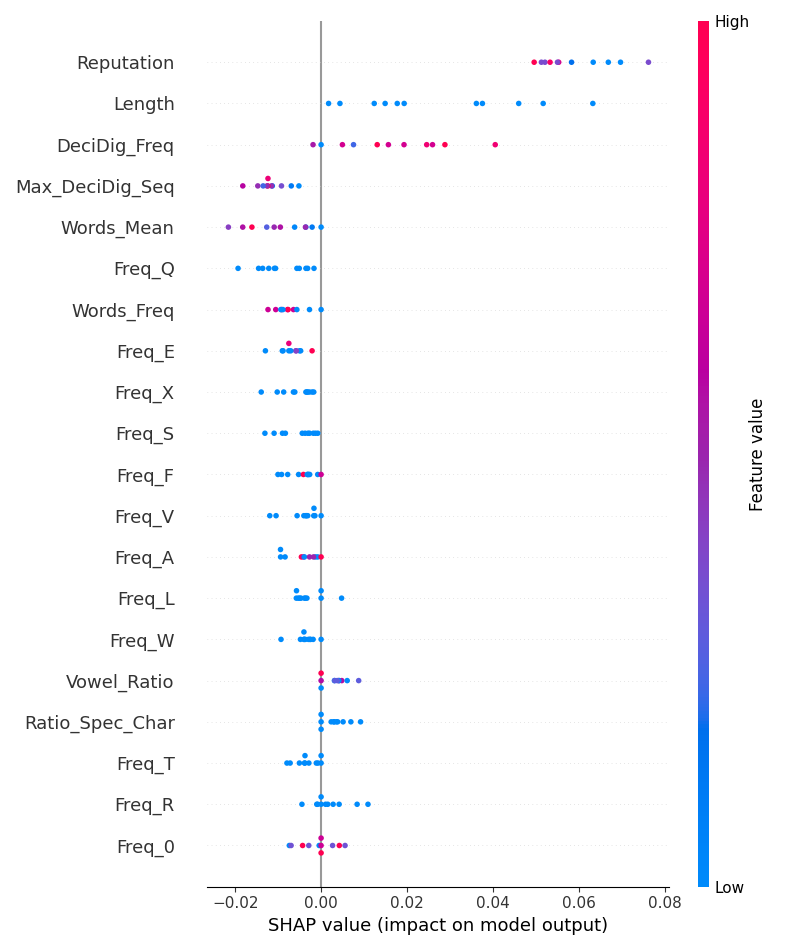 High
Reputation
Length
DeciDig_Freq
Max_DeciDig_Seq
Words_Mean
Freq_Q
Words_Freq
Freq_E
Freq_X
Freq_S
Freq_F
Freq_V
Freq_A
Freq_L
Freq_W
Vowel_Ratio
Ratio_Spec_Char
Freq_T
Freq_R
Freq_0
Feature value
Low
−0.02 0.00 0.02 0.04 0.06 0.08
SHAP value (impact on model output)